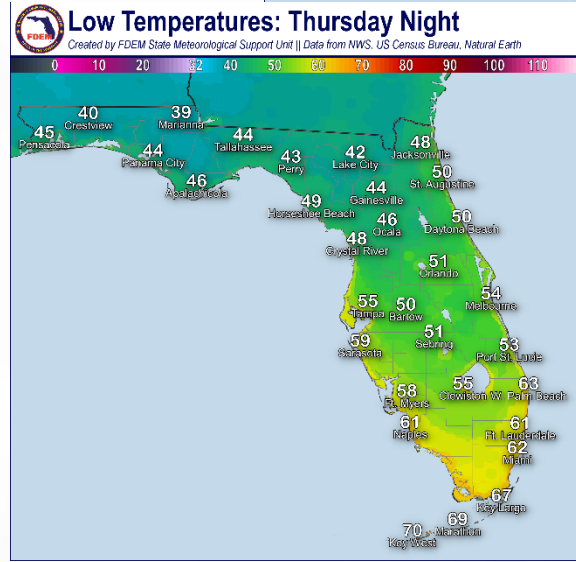 Low Temperatures: Thursday Night
Created by FDEM State Meteorological Support Unit || Data from NWS. US Census Bureau, Natural Earth
FDEM
0 10 20 32 40 50 60 70 80 90 100 110
40
Crestview
39
Marianna
45
Pensacola
44
Panama City
44
Tallahassee
46
Apalachicola
43
Perry
42
Lake City
48
Jacksonville
50
St. Augustine
44
Gainesville
49
Horseshoe Beach
46
Ocala
50
Daytona Beach
48
Crystal River
51
Orlando
54
Melbourne
55
Tampa
50
Bartow
51
Sebring
59
Sarasota
53
Port St. Lucie
58
Ft. Myers
55
Clewiston
63
W. Palm Beach
61
Naples
61
Ft. Lauderdale
62
Miami
67
Key Largo
69
Marathon
70
Key West